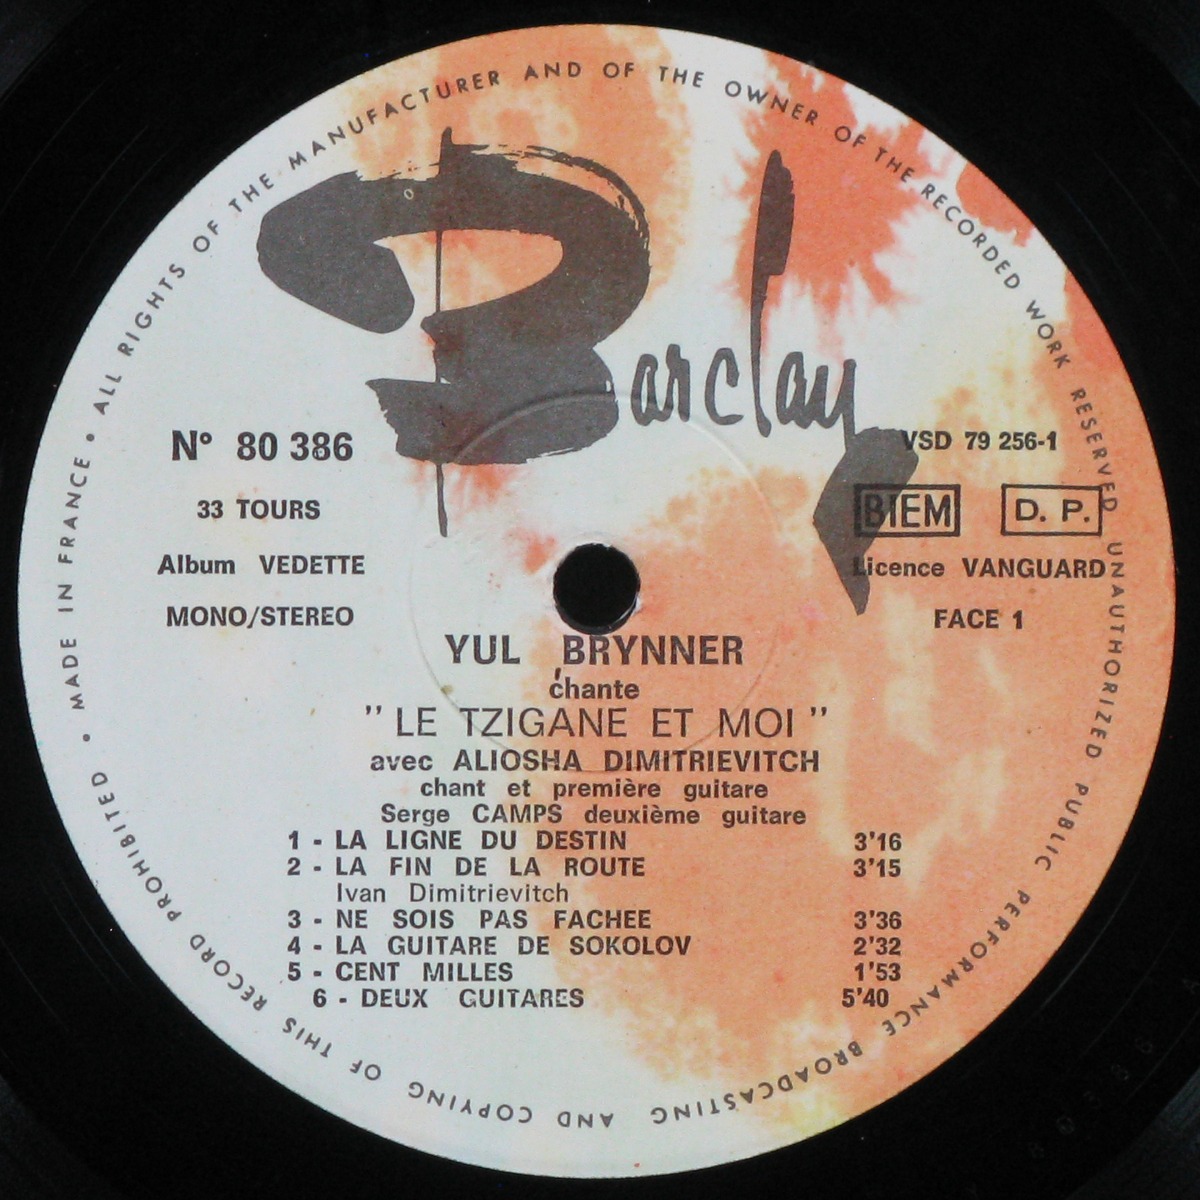 • MADE IN FRANCE • ALL RIGHTS OF THE MANUFACTURER AND OF THE OWNER OF THE RECORDED WORK RESERVED UNAUTHORIZED PUBLIC PERFORMANCE BROADCASTING AND COPYING OF THIS RECORD PROHIBITED
Barclay
N° 80 386
VSD 79 256-1
33 TOURS
BIEM D. P.
Album VEDETTE
Licence VANGUARD
MONO/STEREO
FACE 1
YUL BRYNNER
chante
"LE TZIGANE ET MOI"
avec ALIOSHA DIMITRIEVITCH
chant et première guitare
Serge CAMPS deuxième guitare
1 - LA LIGNE DU DESTIN 3'16
2 - LA FIN DE LA ROUTE 3'15
Ivan Dimitrievitch
3 - NE SOIS PAS FACHEE 3'36
4 - LA GUITARE DE SOKOLOV 2'32
5 - CENT MILLES 1'53
6 - DEUX GUITARES 5'40